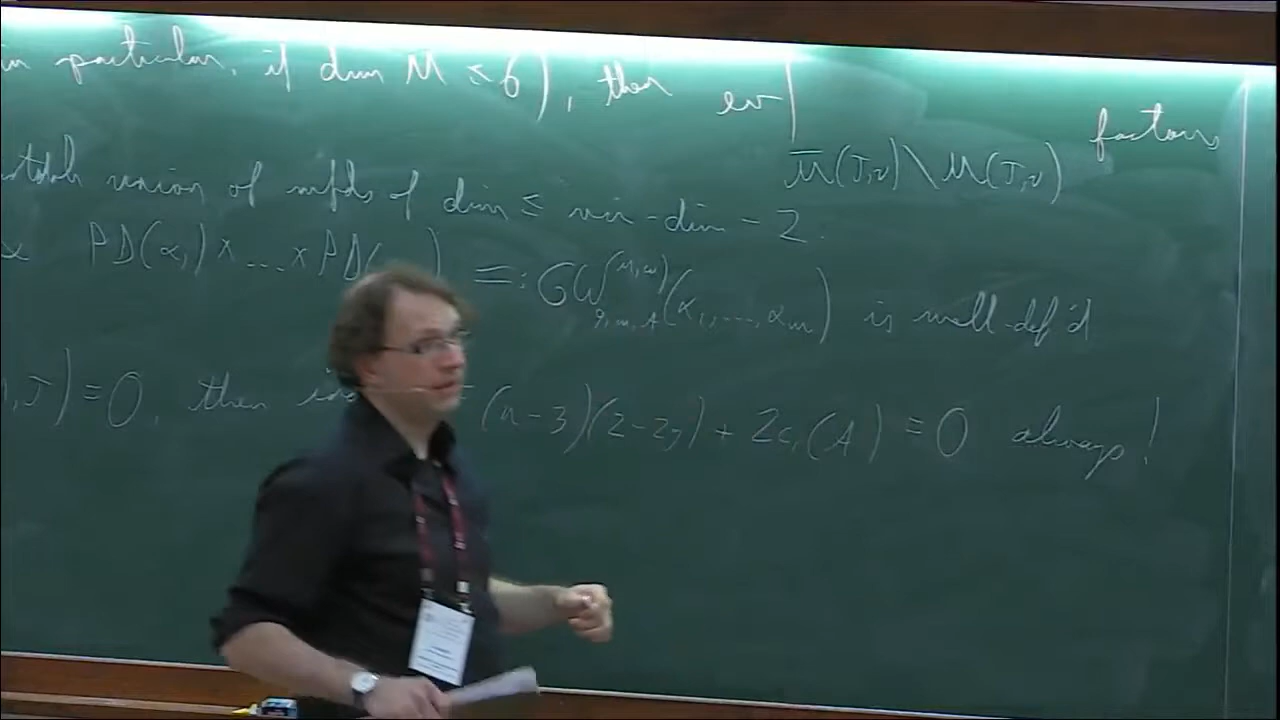 in particular, if dim M ≤ 6), then ev| M̄(J,ν)\M(J,ν) factors
union of mfds of dim ≤ vir-dim - 2.
PD(α₁)×...×PD( ) =: GW^{(M,ω)}_{g,m,A}(α₁,...,αₘ) is well-def'd
,J)=0, then = (n-3)(2-2g)+2c₁(A) = 0 always!